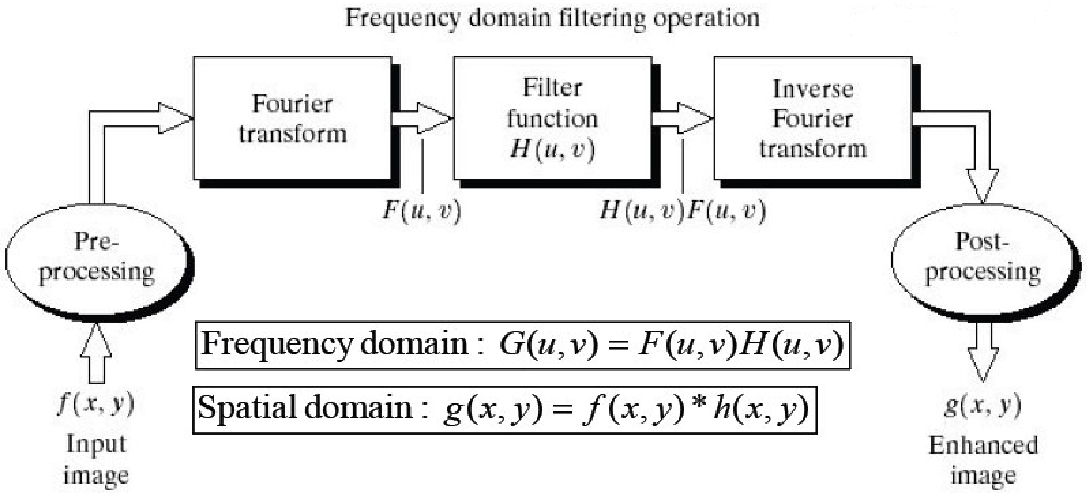 Frequency domain filtering operation
Fourier
transform
Filter
function
H(u, v)
Inverse
Fourier
transform
F(u, v)
H(u, v)F(u, v)
Pre-
processing
Post-
processing
Frequency domain : G(u,v) = F(u,v)H(u,v)
Spatial domain : g(x, y) = f(x, y) * h(x, y)
f(x, y)
Input
image
g(x, y)
Enhanced
image